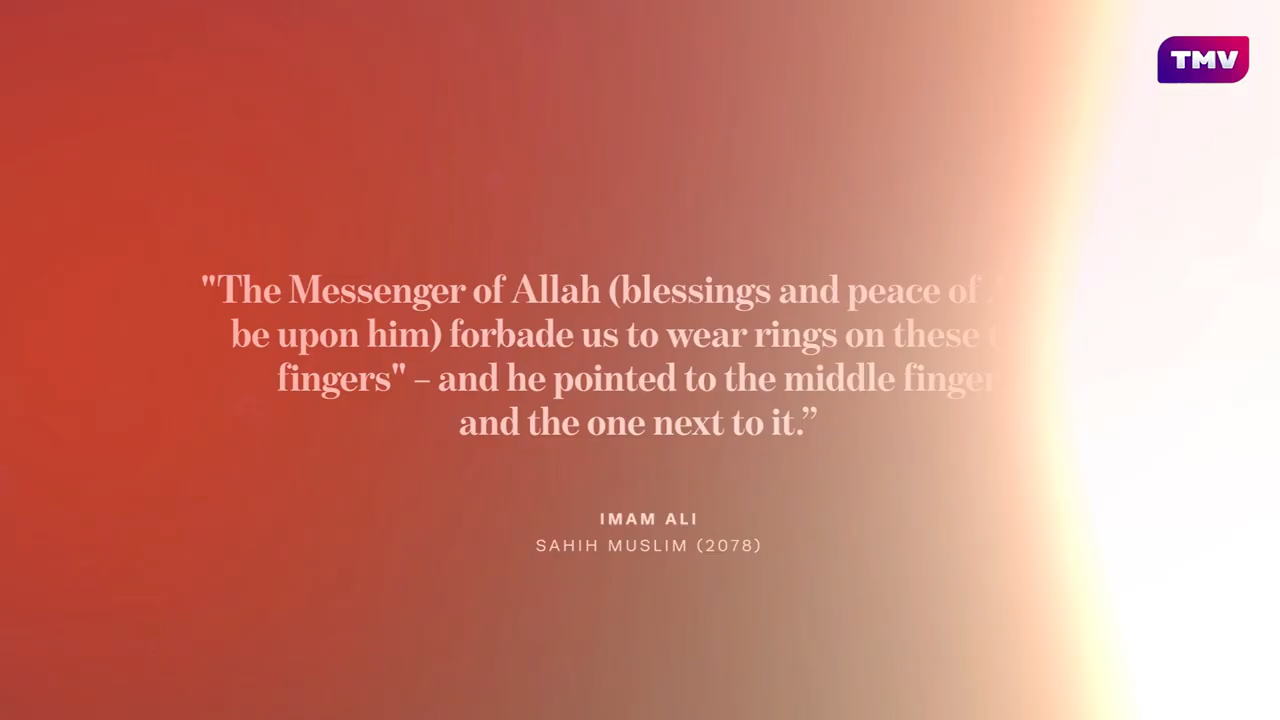 TMV
"The Messenger of Allah (blessings and peace of
be upon him) forbade us to wear rings on these
fingers" – and he pointed to the middle finger
and the one next to it.”
IMAM ALI
SAHIH MUSLIM (2078)